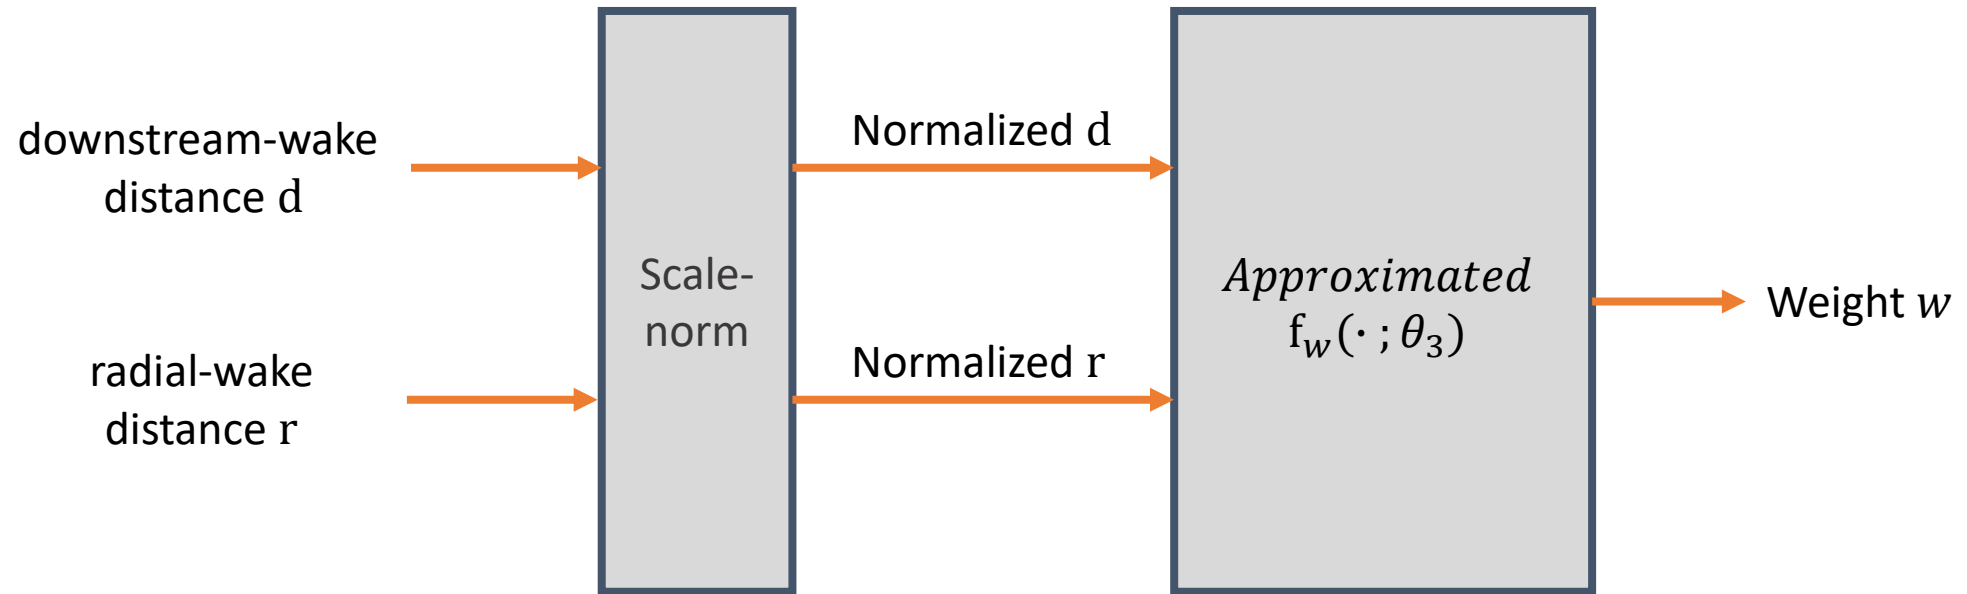 downstream-wake
distance d
radial-wake
distance r
Scale-
norm
Normalized d
Normalized r
Approximated
f_w(· ; θ_3)
Weight w